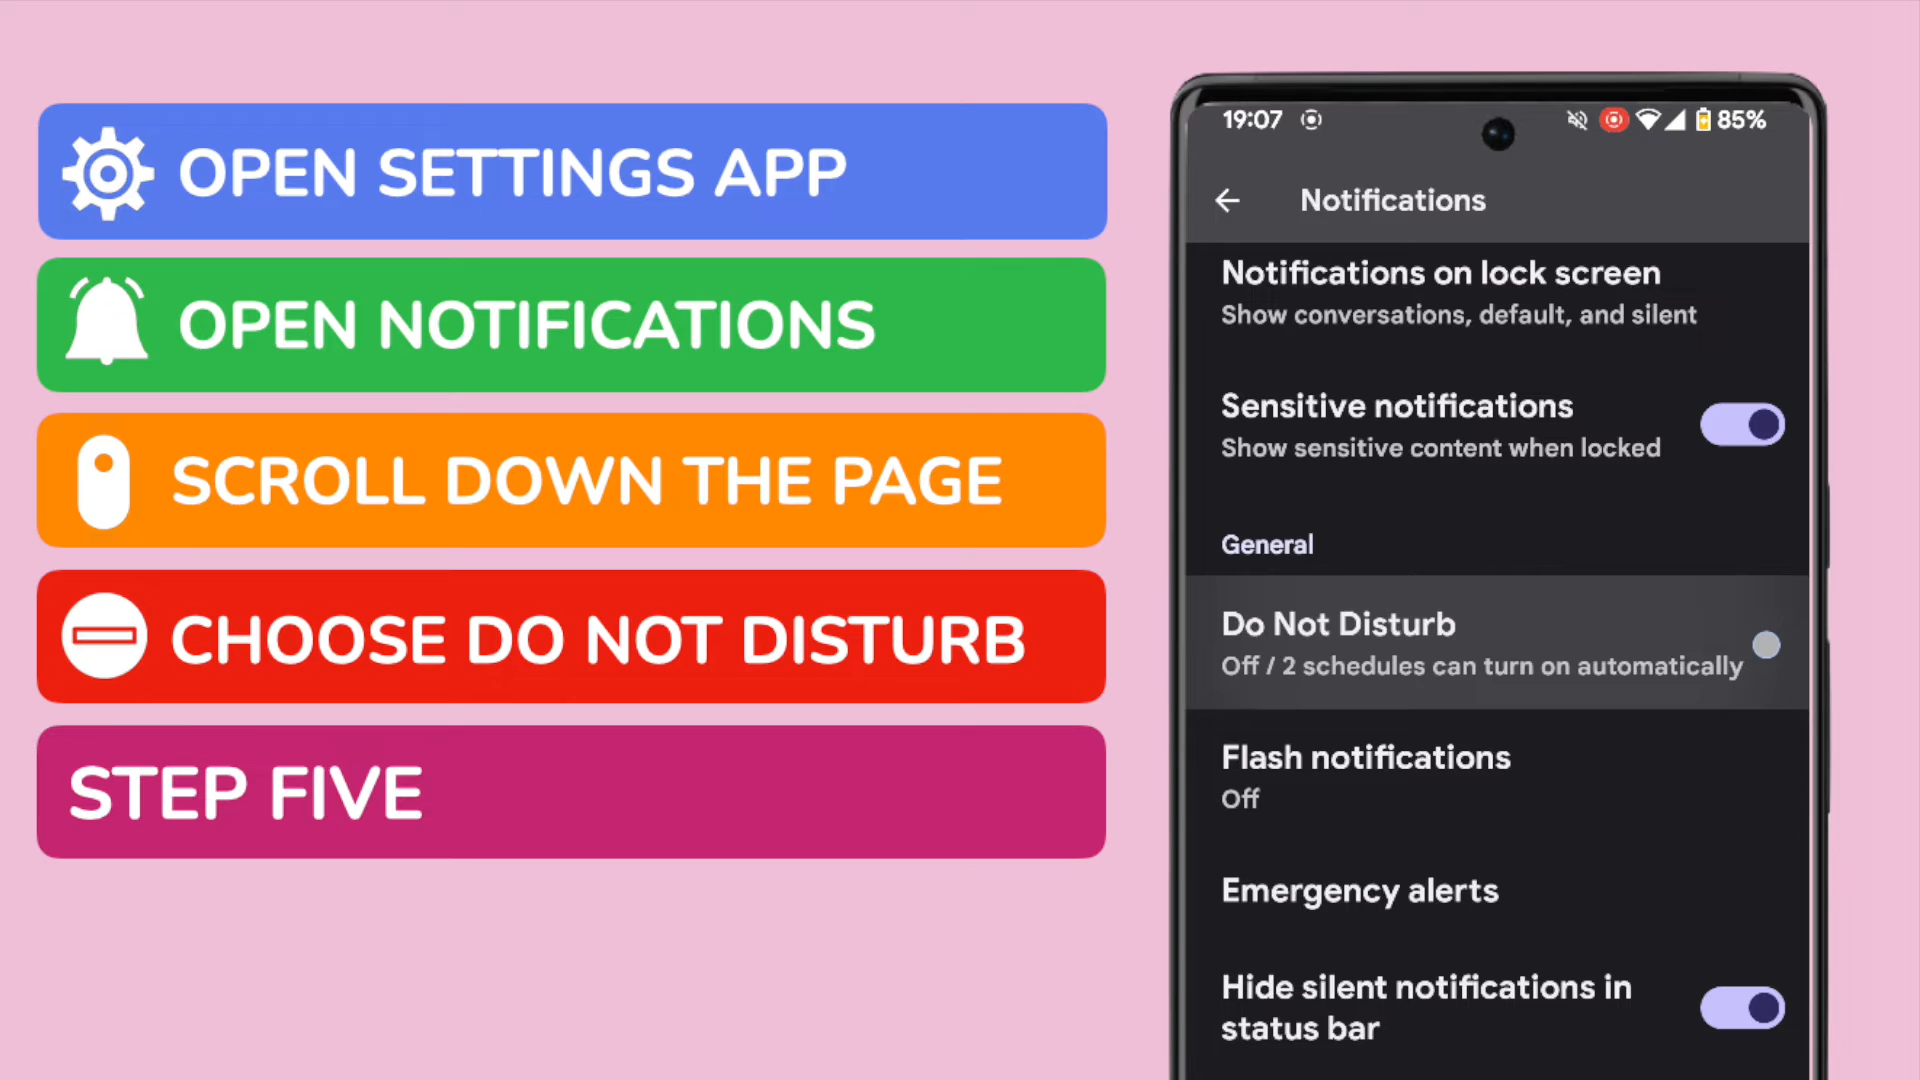 OPEN SETTINGS APP
OPEN NOTIFICATIONS
SCROLL DOWN THE PAGE
CHOOSE DO NOT DISTURB
STEP FIVE
19:07
85%
Notifications
Notifications on lock screen
Show conversations, default, and silent
Sensitive notifications
Show sensitive content when locked
General
Do Not Disturb
Off / 2 schedules can turn on automatically
Flash notifications
Off
Emergency alerts
Hide silent notifications in
status bar